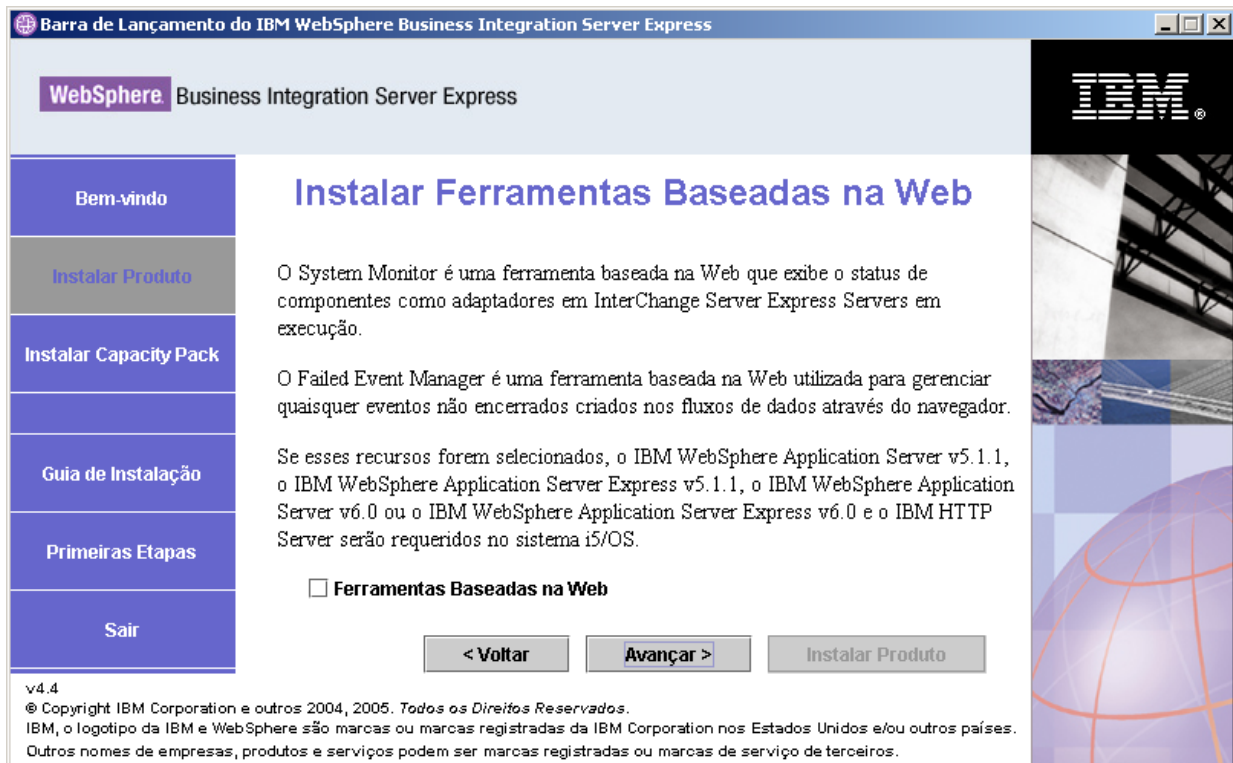 Barra de Lançamento do IBM WebSphere Business Integration Server Express
WebSphere. Business Integration Server Express
IBM®
Bem-vindo
Instalar Produto
Instalar Capacity Pack
Guia de Instalação
Primeiras Etapas
Sair
Instalar Ferramentas Baseadas na Web
O System Monitor é uma ferramenta baseada na Web que exibe o status de
componentes como adaptadores em InterChange Server Express Servers em
execução.
O Failed Event Manager é uma ferramenta baseada na Web utilizada para gerenciar
quaisquer eventos não encerrados criados nos fluxos de dados através do navegador.
Se esses recursos forem selecionados, o IBM WebSphere Application Server v5.1.1,
o IBM WebSphere Application Server Express v5.1.1, o IBM WebSphere Application
Server v6.0 ou o IBM WebSphere Application Server Express v6.0 e o IBM HTTP
Server serão requeridos no sistema i5/OS.
Ferramentas Baseadas na Web
< Voltar
Avançar >
Instalar Produto
v4.4
© Copyright IBM Corporation e outros 2004, 2005. Todos os Direitos Reservados.
IBM, o logotipo da IBM e WebSphere são marcas ou marcas registradas da IBM Corporation nos Estados Unidos e/ou outros países.
Outros nomes de empresas, produtos e serviços podem ser marcas registradas ou marcas de serviço de terceiros.